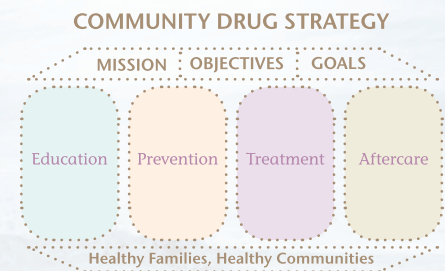 COMMUNITY DRUG STRATEGY
MISSION OBJECTIVES GOALS
Education Prevention Treatment Aftercare
Healthy Families, Healthy Communities